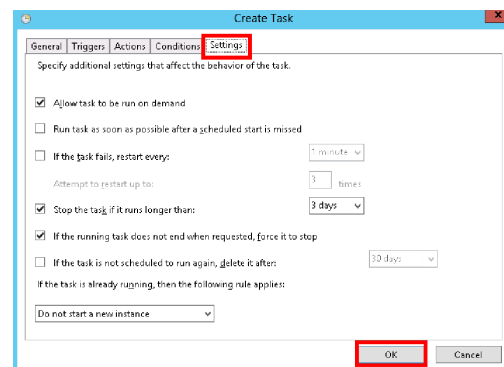 Create Task
x
General Triggers Actions Conditions Settings
Specify additional settings that affect the behavior of the task.
Allow task to be run on demand
Run task as soon as possible after a scheduled start is missed
If the task fails, restart every: 1 minute
Attempt to restart up to: 3 times
Stop the task if it runs longer than: 3 days
If the running task does not end when requested, force it to stop
If the task is not scheduled to run again, delete it after: 30 days
If the task is already running, then the following rule applies:
Do not start a new instance
OK Cancel